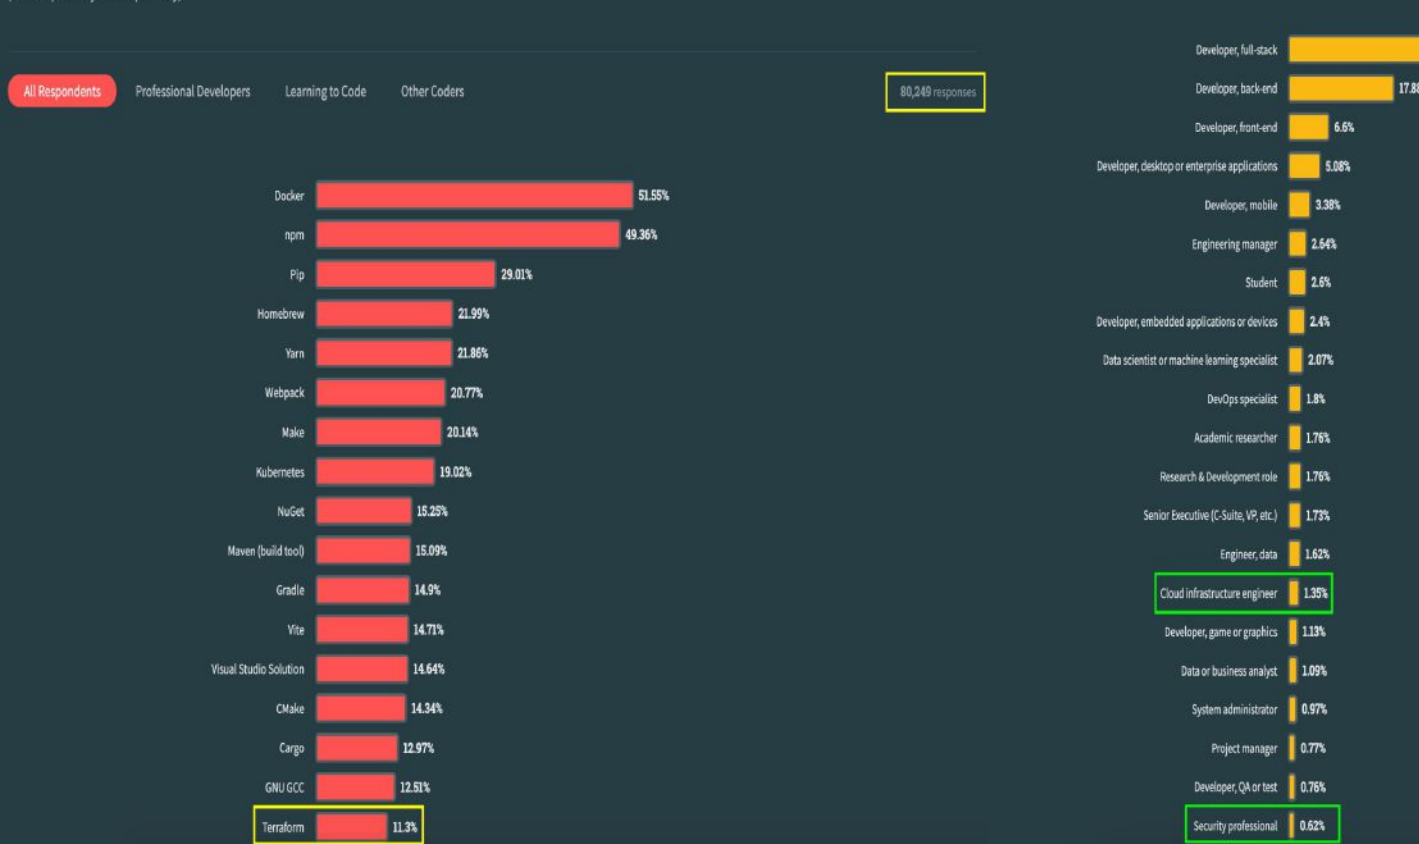 All Respondents Professional Developers Learning to Code Other Coders 80,249 responses
Docker 51.55%
npm 49.36%
Pip 29.01%
Homebrew 21.99%
Yarn 21.86%
Webpack 20.77%
Make 20.14%
Kubernetes 19.02%
NuGet 15.25%
Maven (build tool) 15.09%
Gradle 14.9%
Vite 14.71%
Visual Studio Solution 14.64%
CMake 14.34%
Cargo 12.97%
GNU GCC 12.51%
Terraform 11.3%
Developer, full-stack
Developer, back-end 17.88
Developer, front-end 6.6%
Developer, desktop or enterprise applications 5.08%
Developer, mobile 3.38%
Engineering manager 2.64%
Student 2.6%
Developer, embedded applications or devices 2.4%
Data scientist or machine learning specialist 2.07%
DevOps specialist 1.8%
Academic researcher 1.76%
Research & Development role 1.76%
Senior Executive (C-Suite, VP, etc.) 1.73%
Engineer, data 1.62%
Cloud infrastructure engineer 1.35%
Developer, game or graphics 1.13%
Data or business analyst 1.09%
System administrator 0.97%
Project manager 0.77%
Developer, QA or test 0.76%
Security professional 0.62%